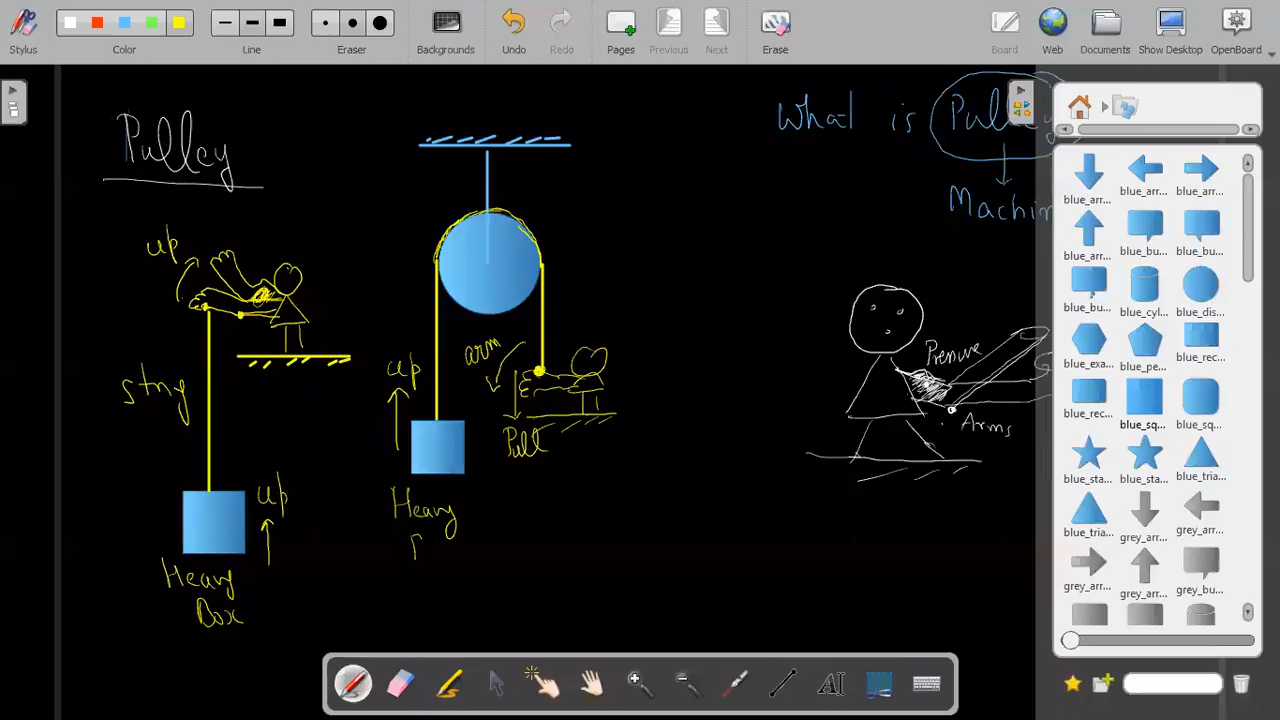 Stylus
Color
Line
Eraser
Backgrounds
Undo
Redo
Pages
Previous
Next
Erase
Board
Web
Documents
Show Desktop
OpenBoard
Pulley
What is Pulley
Machin
up
string
up
Heavy
Box
up
Heavy
arm
Pull
Pressure
Arms
blue_arr...
blue_arr...
blue_arr...
blue_arr...
blue_bu...
blue_bu...
blue_bu...
blue_cyl...
blue_dis...
blue_exa...
blue_pe...
blue_rec...
blue_rec...
blue_sq...
blue_sq...
blue_sta...
blue_sta...
blue_tria...
blue_tria...
grey_arr...
grey_arr...
grey_arr...
grey_arr...
grey_bu...